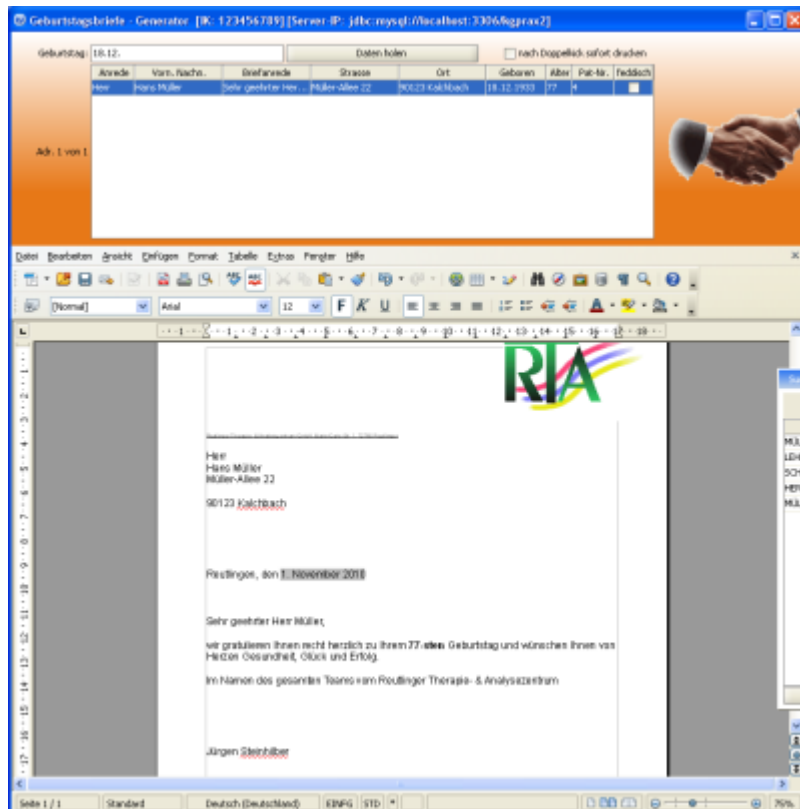 Geburtstagsbriefe - Generator [IK: 123456789] [Server-IP: jdbc:mysql://localhost:3306/kgprax2]
Geburtstag: 18.12. Daten holen nach Doppelklick sofort drucken
Anrede Vorn. Nachn. Briefanrede Strasse Ort Geboren Alter Pat-Nr. feddisch
Herr Hans Müller Sehr geehrter Her... Müller-Allee 22 90123 Kalchbach 18.12.1933 77 4
Adr. 1 von 1
Datei Bearbeiten Ansicht Einfügen Format Tabelle Extras Fenster Hilfe
[Normal] Arial 12 F K U
RTA
Herr
Hans Müller
Müller-Allee 22
90123 Kalchbach
Reutlingen, den 1. November 2010
Sehr geehrter Herr Müller,
wir gratulieren Ihnen recht herzlich zu Ihrem 77-sten Geburtstag und wünschen Ihnen von
Herzen Gesundheit, Glück und Erfolg.
Im Namen des gesamten Teams vom Reutlinger Therapie- & Analysezentrum
Jürgen Steinhilber
MÜL
LEH
SCH
HER
MÜL
Seite 1 / 1 Standard Deutsch (Deutschland) EINFG STD * 75%